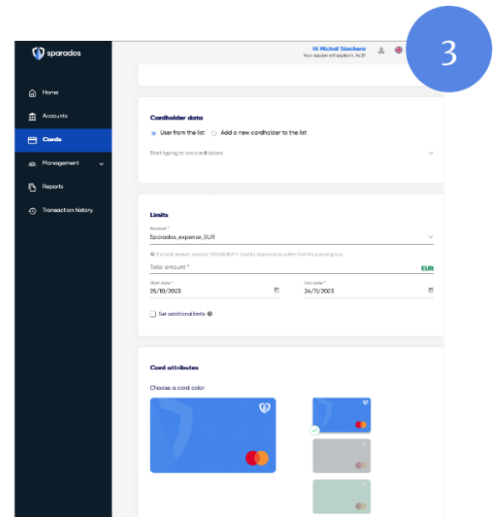 3
sparados
Hi Michał Stachera
Home
Accounts
Cards
Management
Reports
Transaction history
Cardholder data
User from the list
Add a new cardholder to the list
Start typing to see cardholders
Limits
Account *
Sparados_expense_EUR
Total amount *
EUR
Start date *
End date *
25/10/2023
24/11/2023
Set additional limits
Card attributes
Choose a card color